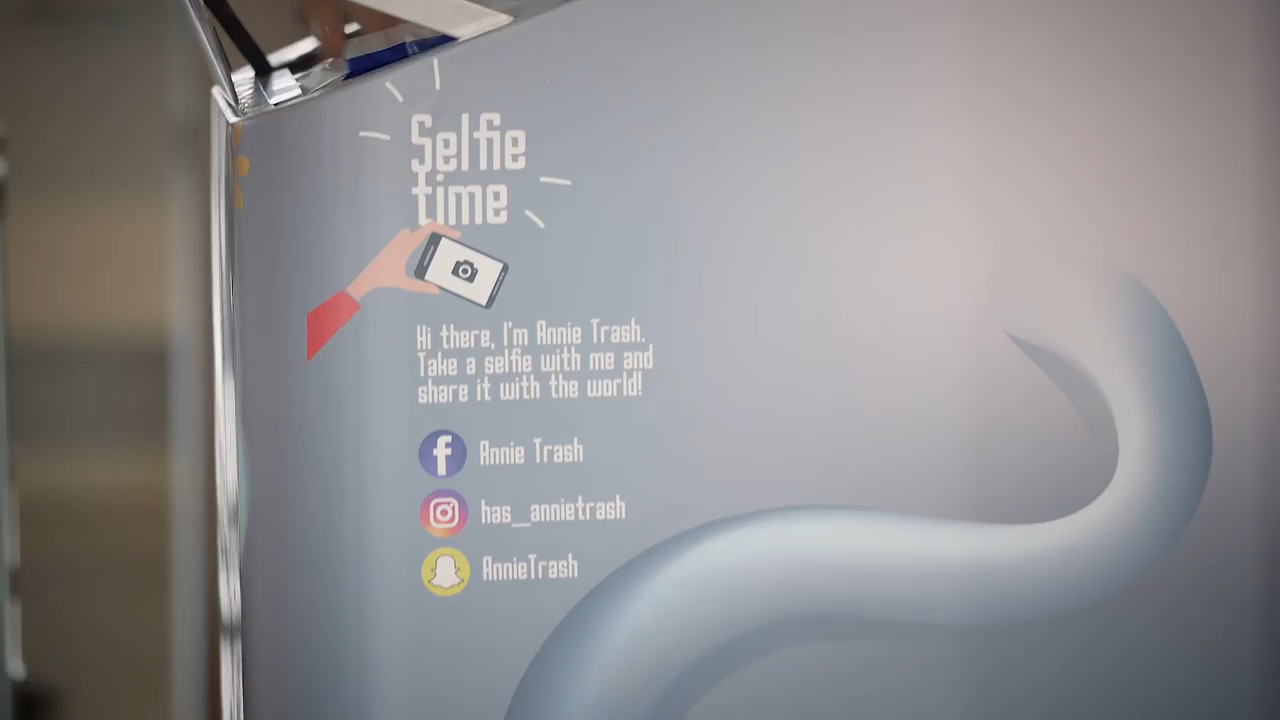 Selfie
time
Hi there, I'm Annie Trash.
Take a selfie with me and
share it with the world!
Annie Trash
has_annietrash
AnnieTrash